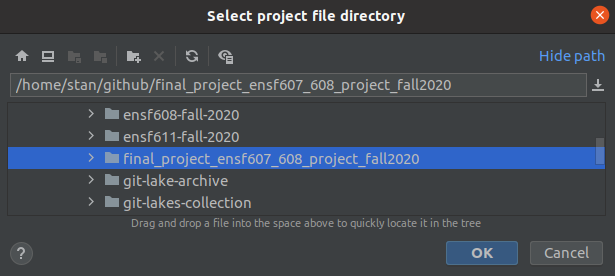 Select project file directory
Hide path
/home/stan/github/final_project_ensf607_608_project_fall2020
ensf608-fall-2020
ensf611-fall-2020
final_project_ensf607_608_project_fall2020
git-lake-archive
git-lakes-collection
Drag and drop a file into the space above to quickly locate it in the tree
? OK Cancel